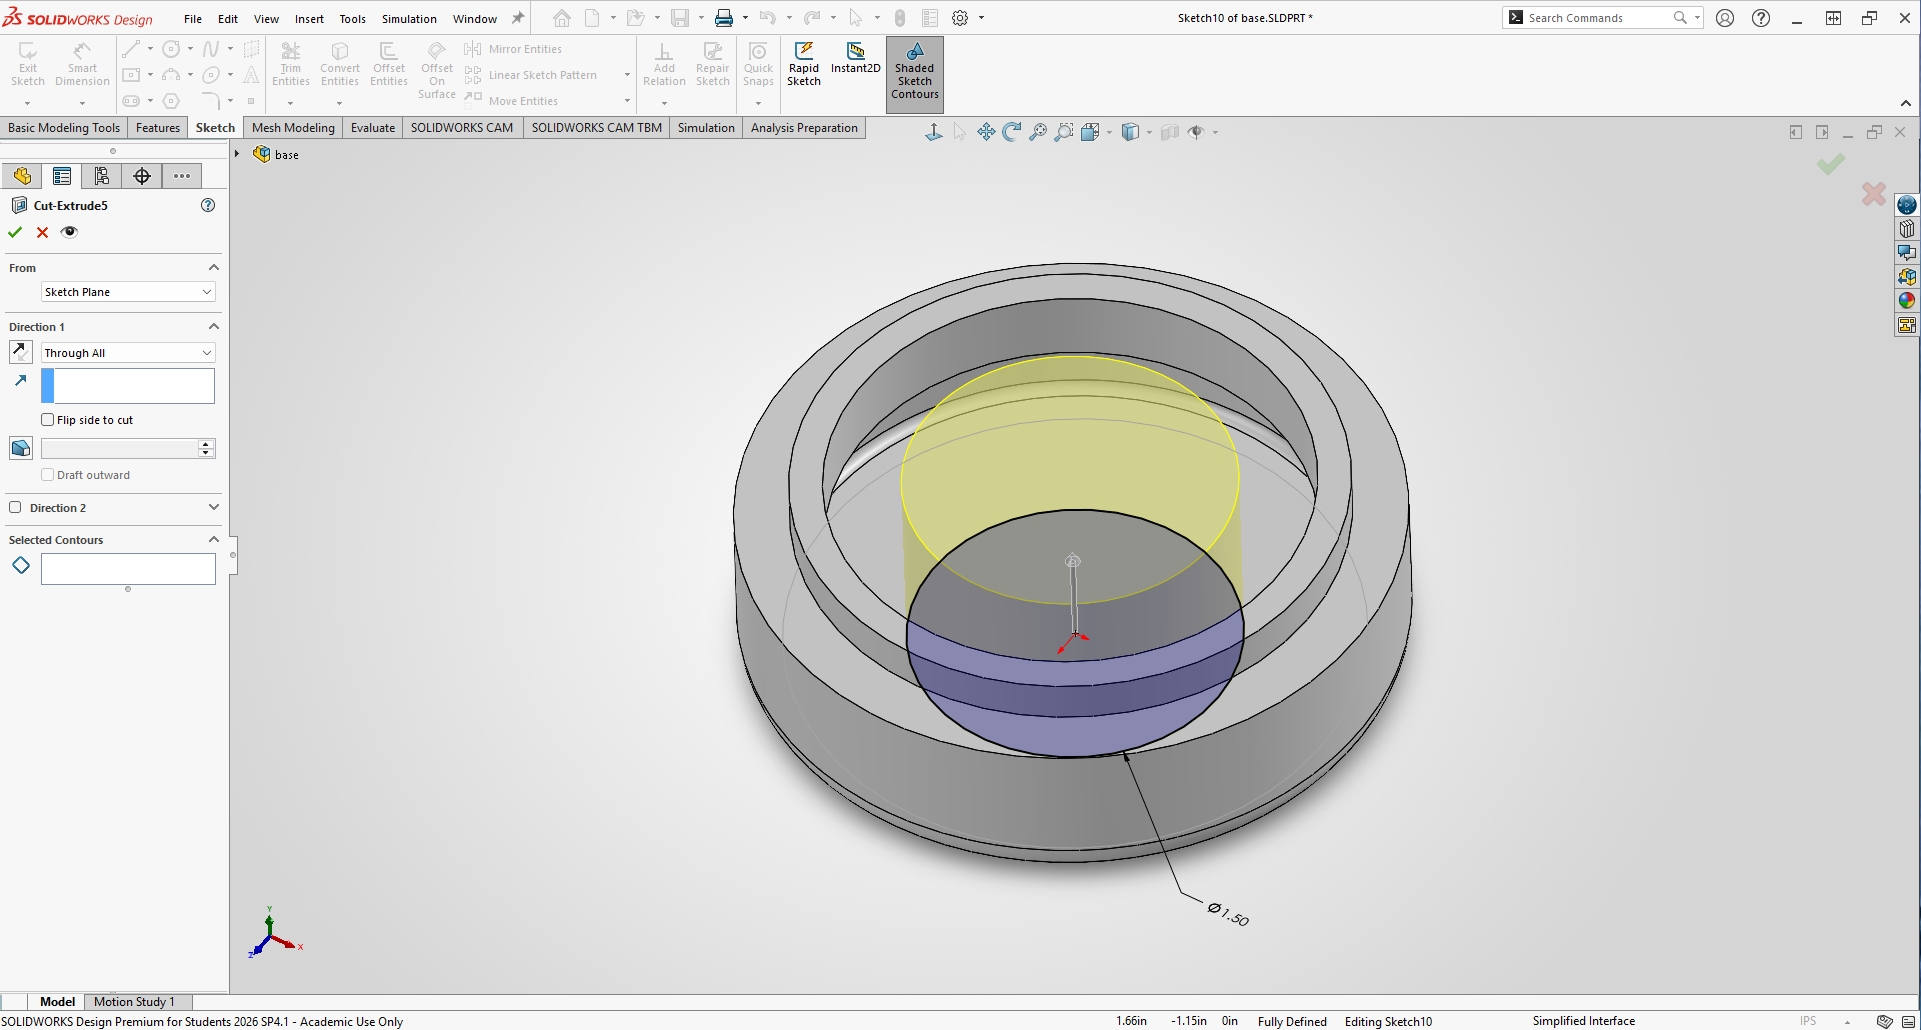 SOLIDWORKS Design File Edit View Insert Tools Simulation Window Sketch10 of base.SLDPRT * Search Commands
Exit Sketch
Smart Dimension
Trim Entities
Convert Entities
Offset Entities
Offset On Surface
Mirror Entities
Linear Sketch Pattern
Move Entities
Add Relation
Repair Sketch
Quick Snaps
Rapid Sketch
Instant2D
Shaded Sketch Contours
Basic Modeling Tools Features Sketch Mesh Modeling Evaluate SOLIDWORKS CAM SOLIDWORKS CAM TBM Simulation Analysis Preparation
base
Cut-Extrude5
From
Sketch Plane
Direction 1
Through All
Flip side to cut
Draft outward
Direction 2
Selected Contours
Ø1.50
Y
X
Z
Model Motion Study 1
SOLIDWORKS Design Premium for Students 2026 SP4.1 - Academic Use Only 1.66in -1.15in 0in Fully Defined Editing Sketch10 Simplified Interface IPS